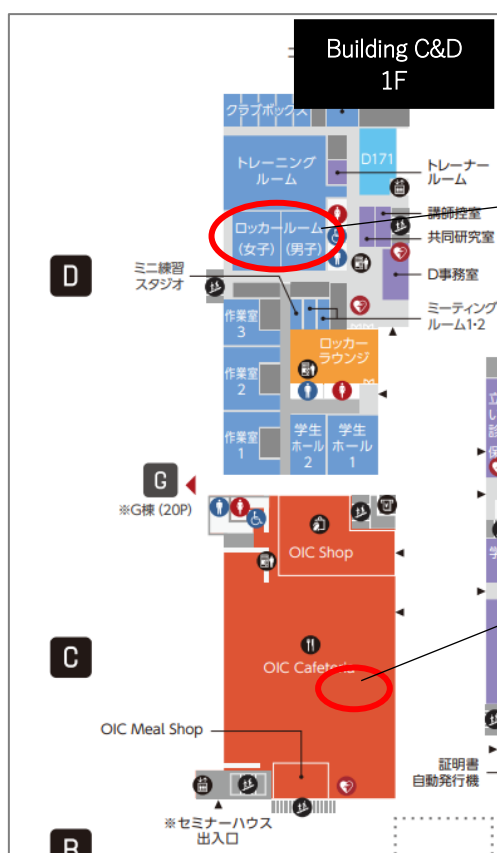 Building C&D
1F
クラブボックス
トレーニング
ルーム
D171
トレーナー
ルーム
ロッカールーム
(女子) (男子)
講師控室
共同研究室
D
ミニ練習
スタジオ
D事務室
ミーティング
ルーム1・2
作業室
3
ロッカー
ラウンジ
作業室
2
作業室
1
学生
ホール
2
学生
ホール
1
G
※G棟 (20P)
OIC Shop
C
OIC Cafeteria
OIC Meal Shop
証明書
自動発行機
※セミナーハウス
出入口
B